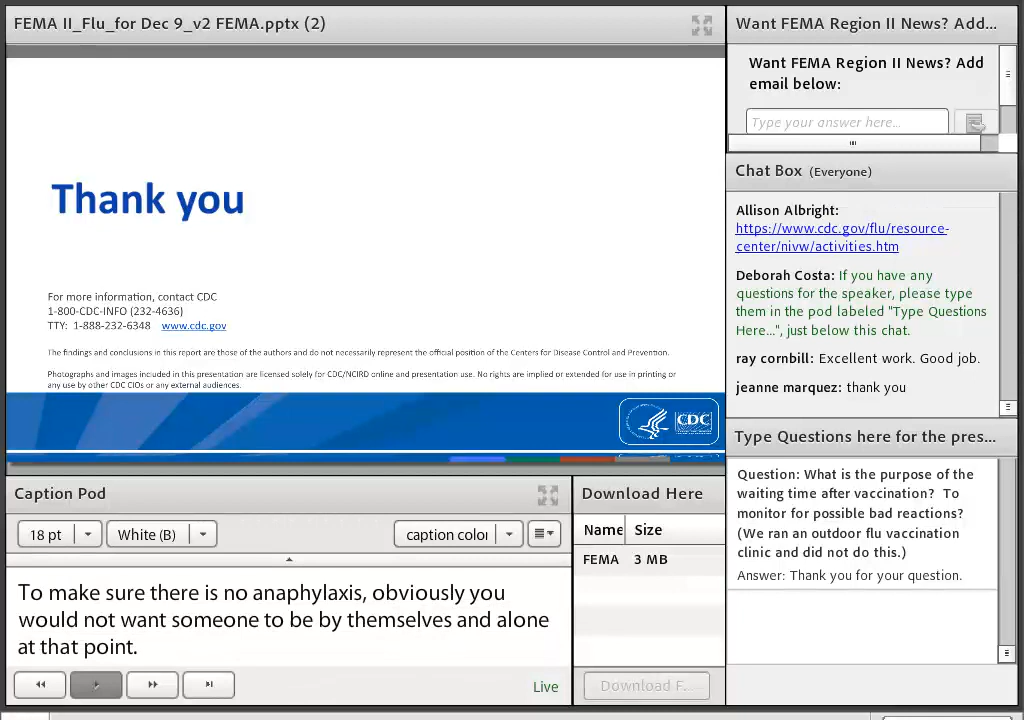 FEMA II_Flu_for Dec 9_v2 FEMA.pptx (2)
Thank you
For more information, contact CDC
1-800-CDC-INFO (232-4636)
TTY: 1-888-232-6348 www.cdc.gov
The findings and conclusions in this report are those of the authors and do not necessarily represent the official position of the Centers for Disease Control and Prevention.
Photographs and images included in this presentation are licensed solely for CDC/NCIRD online and presentation use. No rights are implied or extended for use in printing or
any use by other CDC CIOs or any external audiences.
CDC
Caption Pod
18 pt
White (B)
caption color
To make sure there is no anaphylaxis, obviously you
would not want someone to be by themselves and alone
at that point.
Live
Download Here
Name Size
FEMA 3 MB
Download F...
Want FEMA Region II News? Add...
Want FEMA Region II News? Add
email below:
Type your answer here...
Chat Box (Everyone)
Allison Albright:
https://www.cdc.gov/flu/resource-
center/nivw/activities.htm
Deborah Costa: If you have any
questions for the speaker, please type
them in the pod labeled "Type Questions
Here...", just below this chat.
ray cornbill: Excellent work. Good job.
jeanne marquez: thank you
Type Questions here for the pres...
Question: What is the purpose of the
waiting time after vaccination? To
monitor for possible bad reactions?
(We ran an outdoor flu vaccination
clinic and did not do this.)
Answer: Thank you for your question.